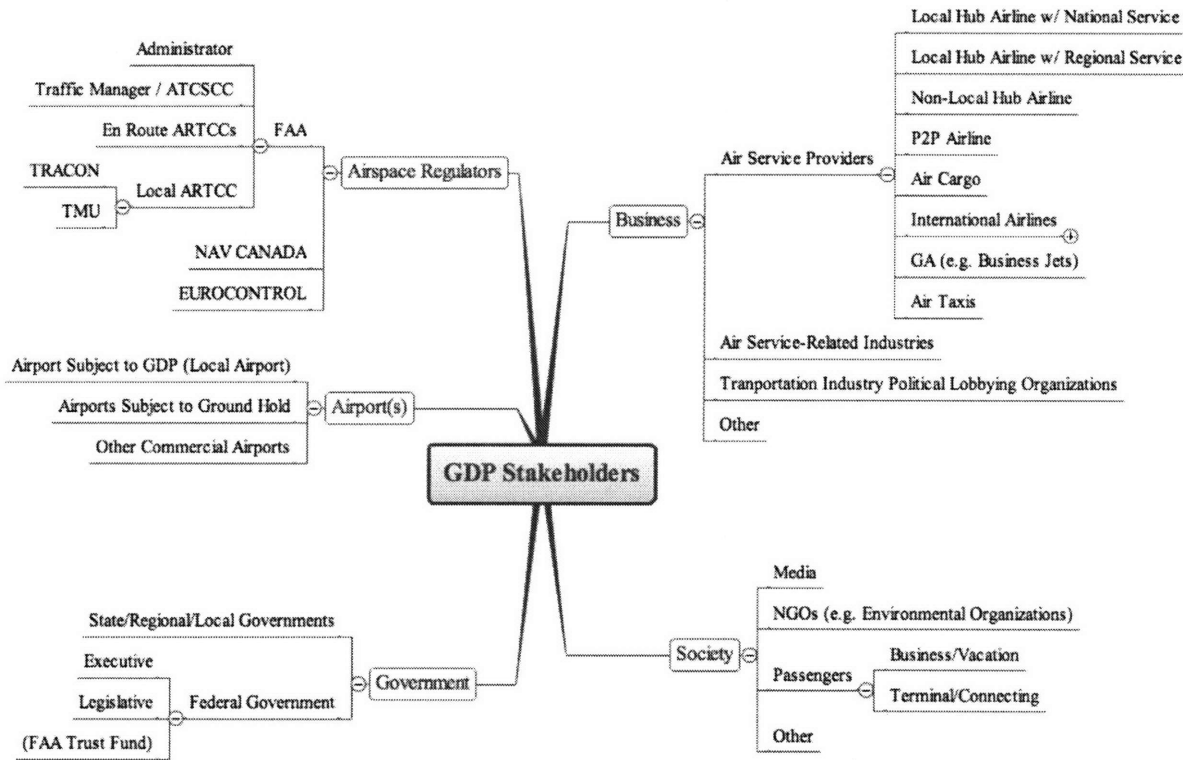 Administrator
Traffic Manager / ATCSCC
En Route ARTCCs
FAA
TRACON
Local ARTCC
TMU
Airspace Regulators
NAV CANADA
EUROCONTROL
Airport Subject to GDP (Local Airport)
Airports Subject to Ground Hold
Airport(s)
Other Commercial Airports
GDP Stakeholders
State/Regional/Local Governments
Executive
Government
Legislative
Federal Government
(FAA Trust Fund)
Local Hub Airline w/ National Service
Local Hub Airline w/ Regional Service
Non-Local Hub Airline
P2P Airline
Air Service Providers
Air Cargo
Business
International Airlines
GA (e.g. Business Jets)
Air Taxis
Air Service-Related Industries
Tranportation Industry Political Lobbying Organizations
Other
Media
NGOs (e.g. Environmental Organizations)
Society
Business/Vacation
Passengers
Terminal/Connecting
Other